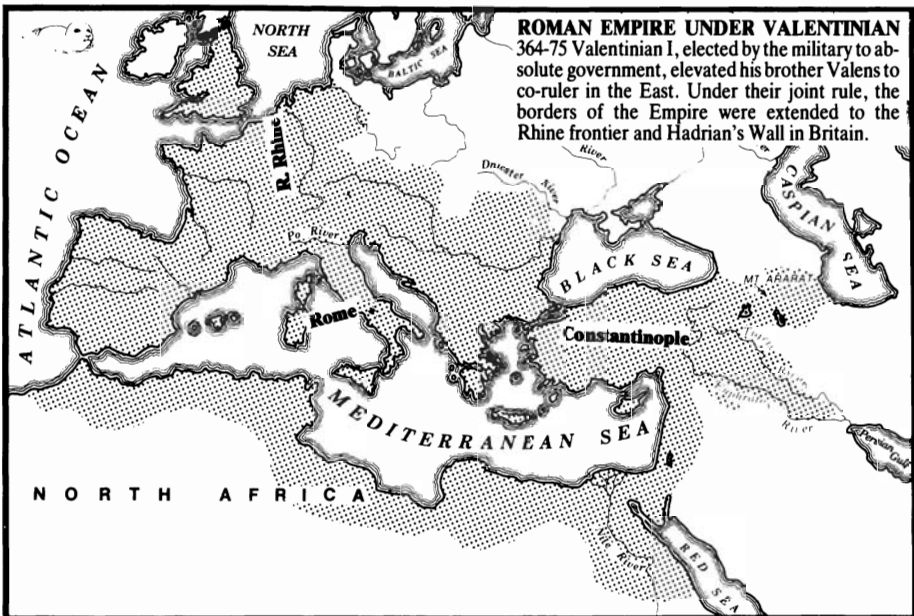 ROMAN EMPIRE UNDER VALENTINIAN
364-75 Valentinian I, elected by the military to ab-
solute government, elevated his brother Valens to
co-ruler in the East. Under their joint rule, the
borders of the Empire were extended to the
Rhine frontier and Hadrian's Wall in Britain.
NORTH
SEA
BALTIC SEA
ATLANTIC OCEAN
R. Rhine
Dniester River
River
CASPIAN
SEA
Po River
BLACK SEA
MT. ARARAT
Rome
Constantinople
MEDITERRANEAN SEA
River
Persian
Gulf
NORTH AFRICA
Nile River
RED
SEA